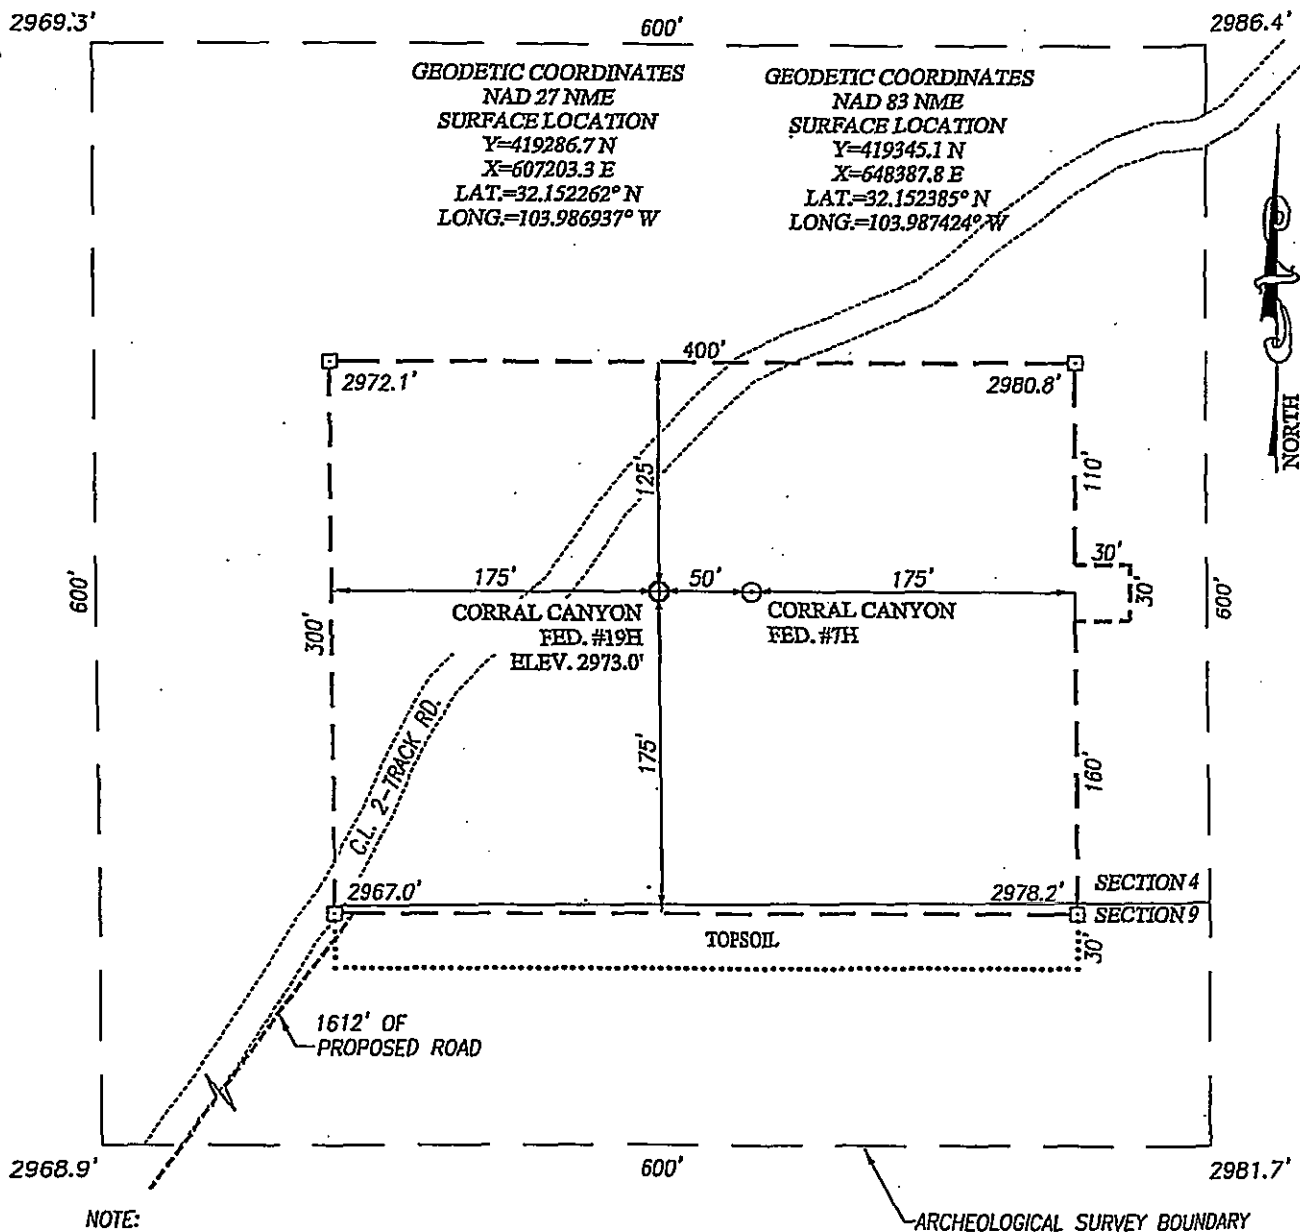 2969.3'
600'
2986.4'
GEODETIC COORDINATES
NAD 27 NME
SURFACE LOCATION
Y=419286.7 N
X=607203.3 E
LAT.=32.152262° N
LONG.=103.986937° W
GEODETIC COORDINATES
NAD 83 NME
SURFACE LOCATION
Y=419345.1 N
X=648387.8 E
LAT.=32.152385° N
LONG.=103.987424° W
NORTH
400'
2972.1'
2980.8'
125'
110'
30'
30'
600'
300'
175'
50'
175'
600'
CORRAL CANYON
FED. #19H
ELEV. 2973.0'
CORRAL CANYON
FED. #7H
C.L. 2-TRACK RD.
175'
160'
2967.0'
2978.2'
SECTION 4
SECTION 9
TOPSOIL
30'
1612' OF
PROPOSED ROAD
2968.9'
600'
2981.7'
NOTE:
ARCHEOLOGICAL SURVEY BOUNDARY